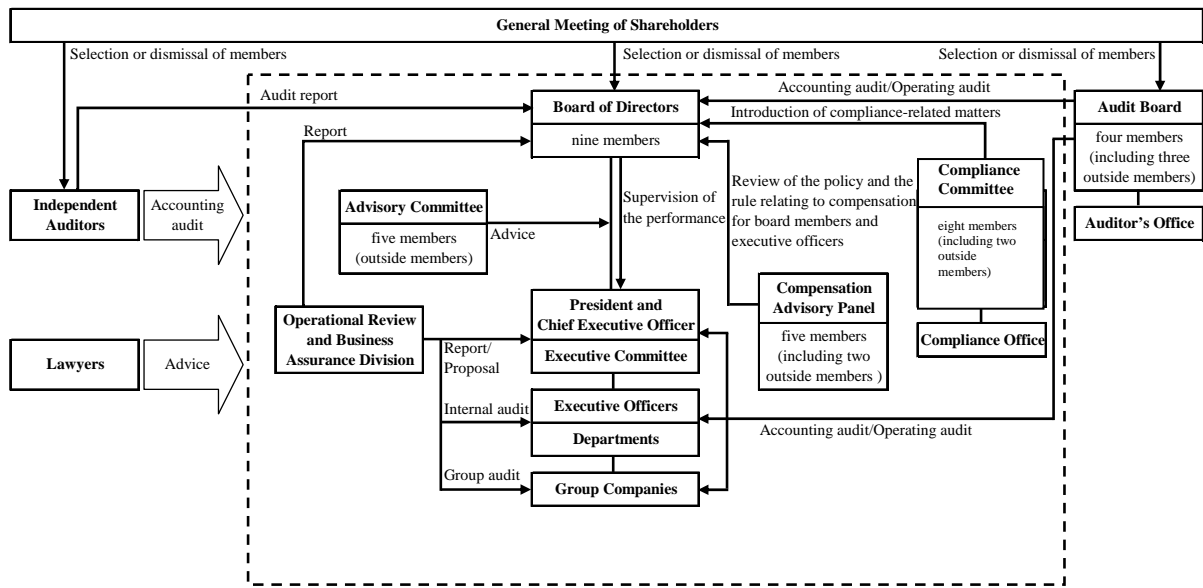 General Meeting of Shareholders
Selection or dismissal of members
Selection or dismissal of members
Selection or dismissal of members
Audit report
Board of Directors
nine members
Accounting audit/Operating audit
Introduction of compliance-related matters
Audit Board
four members
(including three
outside members)
Auditor's Office
Report
Independent
Auditors
Accounting
audit
Advisory Committee
five members
(outside members)
Advice
Supervision of
the performance
Review of the policy and the
rule relating to compensation
for board members and
executive officers
Compliance
Committee
eight members
(including two
outside
members)
Compliance Office
Compensation
Advisory Panel
five members
(including two
outside members )
President and
Chief Executive Officer
Executive Committee
Operational Review
and Business
Assurance Division
Report/
Proposal
Lawyers
Advice
Internal audit
Executive Officers
Departments
Accounting audit/Operating audit
Group audit
Group Companies